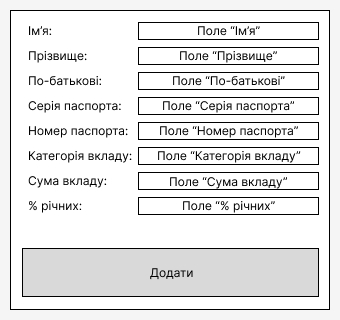 Ім’я: Поле “Ім’я”
Прізвище: Поле “Прізвище”
По-батькові: Поле “По-батькові”
Серія паспорта: Поле “Серія паспорта”
Номер паспорта: Поле “Номер паспорта”
Категорія вкладу: Поле “Категорія вкладу”
Сума вкладу: Поле “Сума вкладу”
% річних: Поле “% річних”
Додати